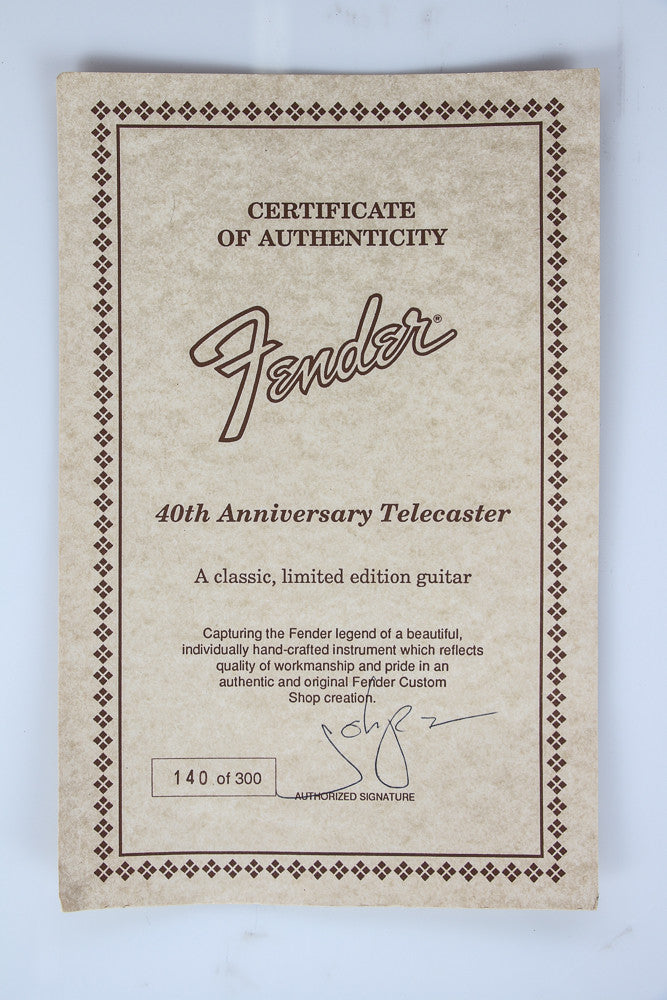 CERTIFICATE
OF AUTHENTICITY
Fender®
40th Anniversary Telecaster
A classic, limited edition guitar
Capturing the Fender legend of a beautiful,
individually hand-crafted instrument which reflects
quality of workmanship and pride in an
authentic and original Fender Custom
Shop creation.
140 of 300
AUTHORIZED SIGNATURE